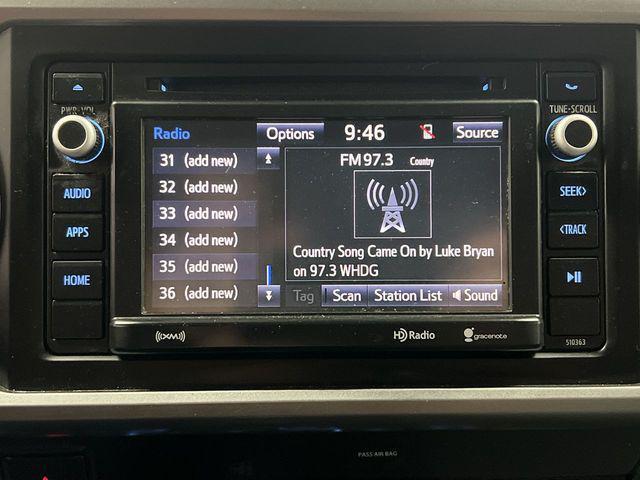 PWR·VOL
TUNE·SCROLL
Radio
Options
9:46
Source
31 (add new)
32 (add new)
33 (add new)
34 (add new)
35 (add new)
36 (add new)
FM 97.3 Country
Country Song Came On by Luke Bryan
on 97.3 WHDG
Tag Scan Station List Sound
AUDIO
APPS
HOME
SEEK>
<TRACK
((XM))
HD Radio
gracenote
510363
PASS AIR BAG